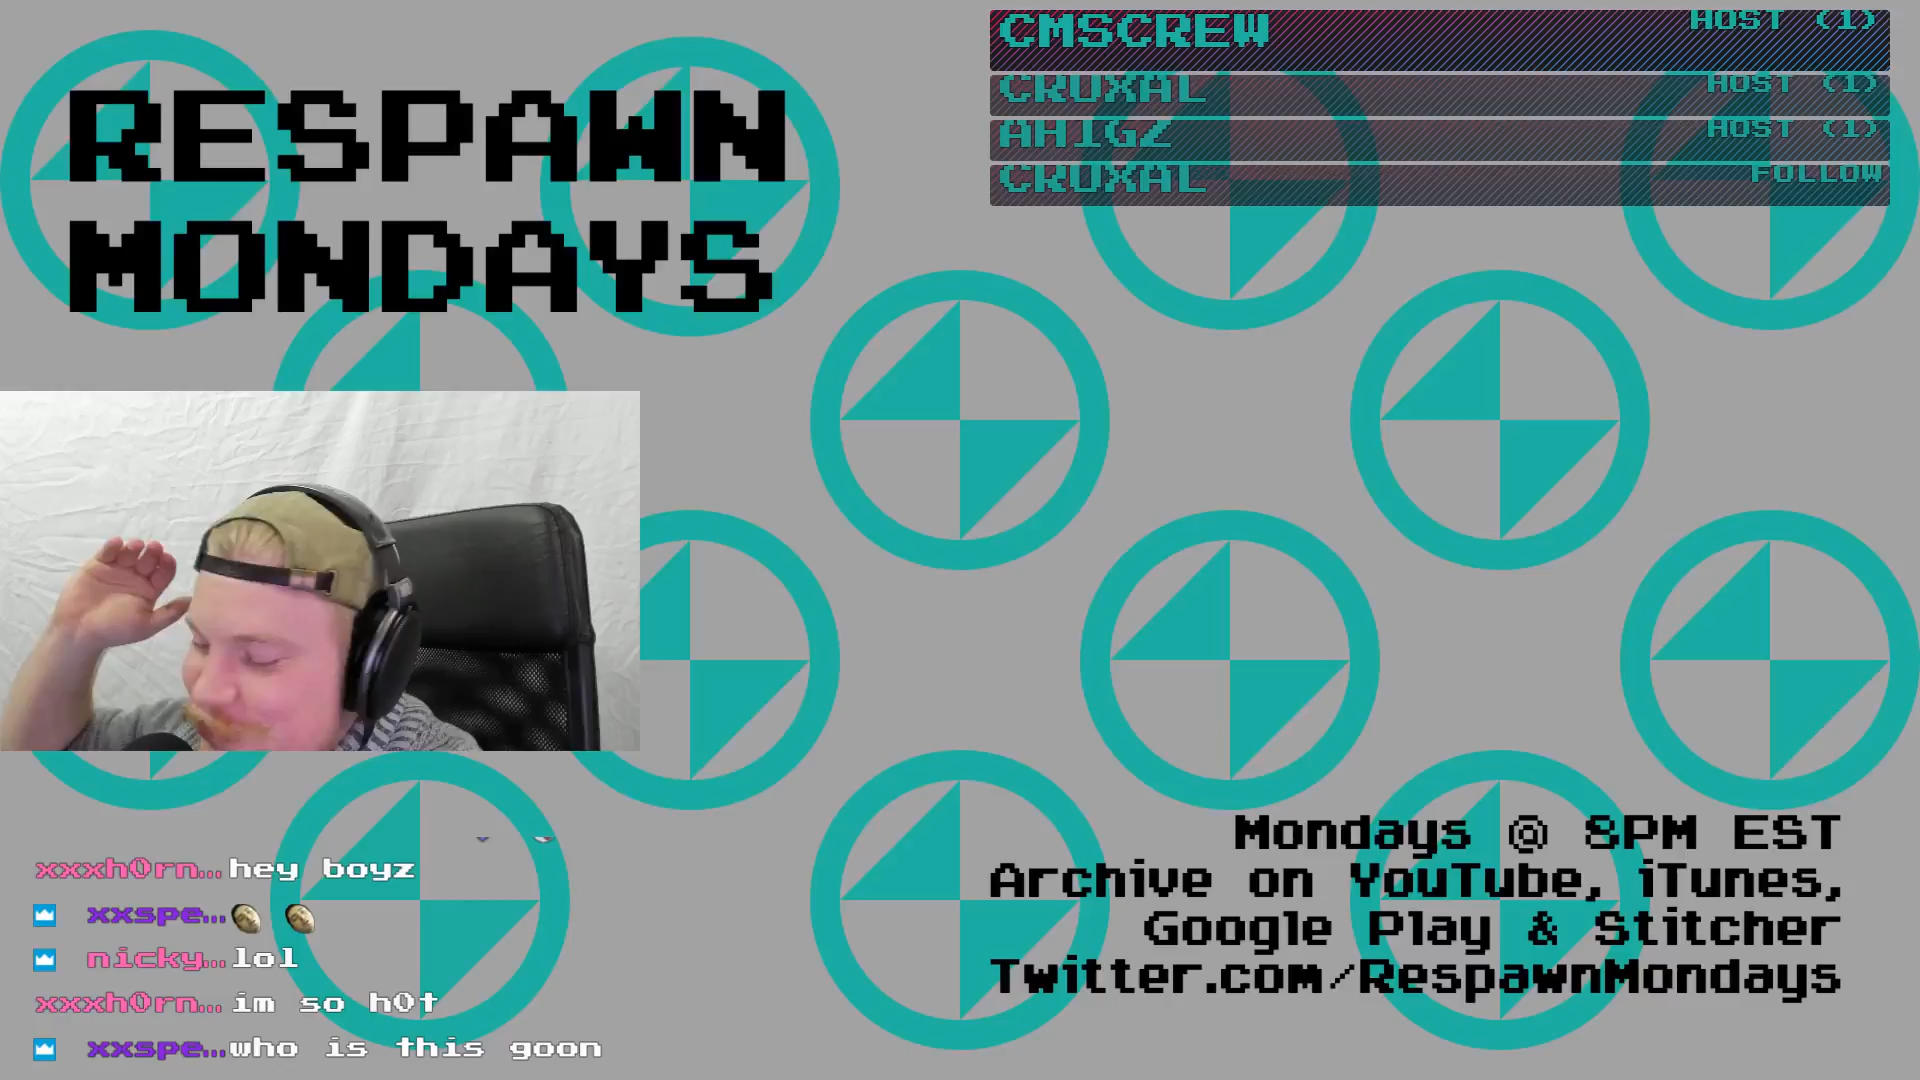 RESPAWN
MONDAYS
CMSCREW HOST (1)
CRUXAL HOST (1)
AHIGZ HOST (1)
CRUXAL FOLLOW
xxxh0rn...hey boyz
xxspe...
nicky...lol
xxxh0rn...im so h0t
xxspe...who is this goon
Mondays @ 8PM EST
Archive on YouTube, iTunes,
Google Play & Stitcher
Twitter.com/RespawnMondays